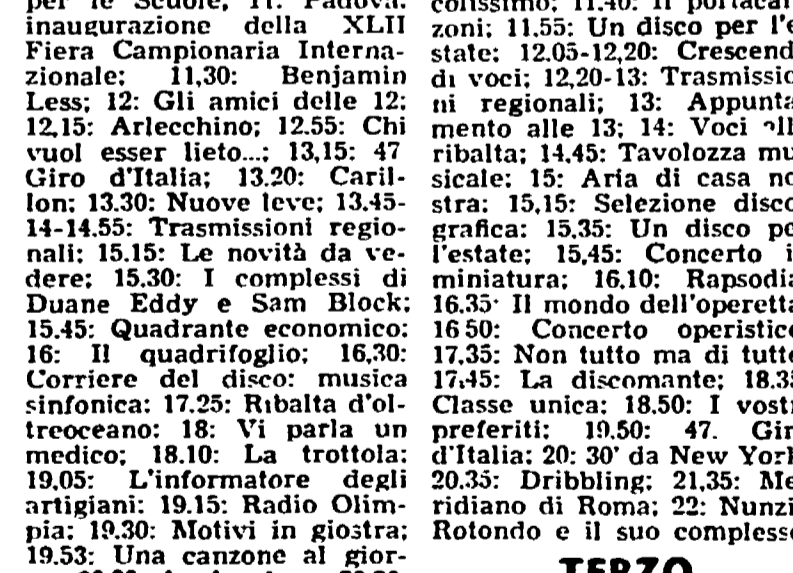 per le Scuole; 11: Padova:
inaugurazione della XLII
Fiera Campionaria Interna-
zionale; 11,30: Benjamin
Less; 12: Gli amici delle 12;
12,15: Arlecchino; 12.55: Chi
vuol esser lieto...; 13,15: 47
Giro d'Italia; 13.20: Caril-
lon; 13.30: Nuove leve; 13.45-
14-14.55: Trasmissioni regio-
nali; 15.15: Le novità da ve-
dere; 15.30: I complessi di
Duane Eddy e Sam Block;
15.45: Quadrante economico;
16: Il quadrifoglio; 16,30:
Corriere del disco: musica
sinfonica; 17.25: Ribalta d'ol-
treoceano; 18: Vi parla un
medico; 18.10: La trottola;
19,05: L'informatore degli
artigiani; 19.15: Radio Olim-
pia; 19.30: Motivi in giostra;
19.53: Una canzone al gior-
11.40: Il portacan
zoni; 11.55: Un disco per l'e
state; 12.05-12,20: Crescend
di voci; 12,20-13: Trasmissio
ni regionali; 13: Appunta
mento alle 13; 14: Voci all
ribalta; 14.45: Tavolozza mu
sicale; 15: Aria di casa no
stra; 15,15: Selezione disco
grafica; 15,35: Un disco pe
l'estate; 15,45: Concerto i
miniatura; 16.10: Rapsodia
16.35: Il mondo dell'operetta
16 50: Concerto operistico
17,35: Non tutto ma di tutto
17.45: La discomante; 18.35
Classe unica; 18.50: I vostri
preferiti; 19.50: 47. Gir
d'Italia; 20: 30' da New York
20.35: Dribbling; 21,35: Me
ridiano di Roma; 22: Nunzi
Rotondo e il suo complesso
TERZO